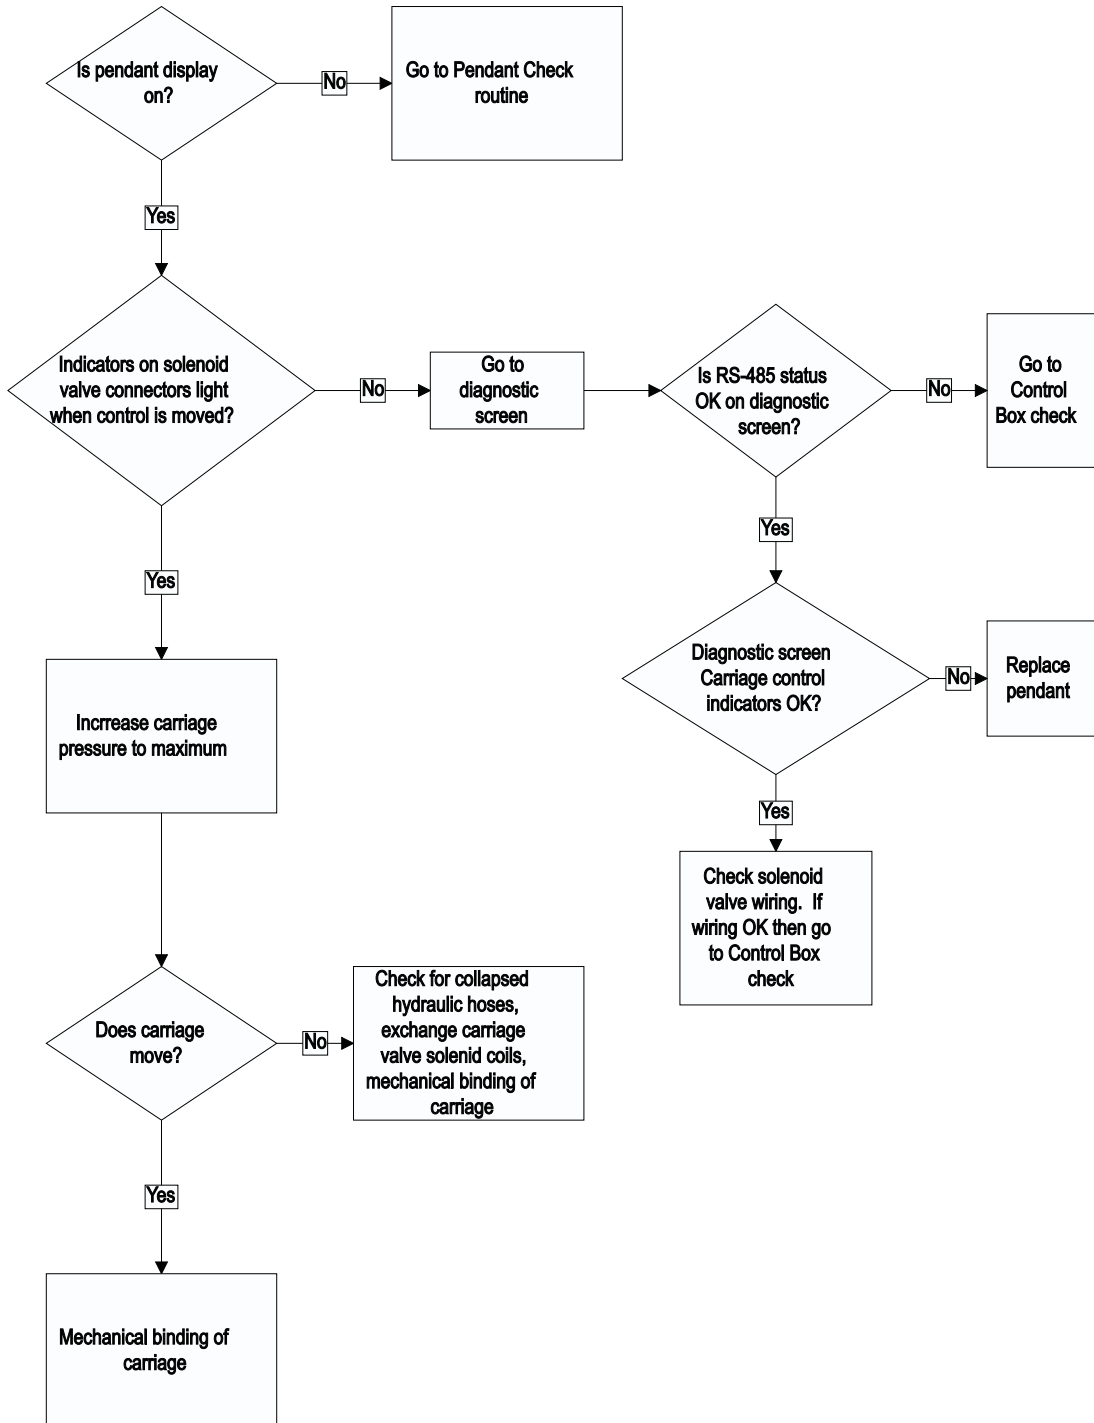 Is pendant display
on?
No
Go to Pendant Check
routine
Yes
Indicators on solenoid
valve connectors light
when control is moved?
No
Go to
diagnostic
screen
Is RS-485 status
OK on diagnostic
screen?
No
Go to
Control
Box check
Yes
Yes
Diagnostic screen
Carriage control
indicators OK?
No
Replace
pendant
Incrrease carriage
pressure to maximum
Yes
Check solenoid
valve wiring.  If
wiring OK then go
to Control Box
check
Does carriage
move?
No
Check for collapsed
hydraulic hoses,
exchange carriage
valve solenid coils,
mechanical binding of
carriage
Yes
Mechanical binding of
carriage